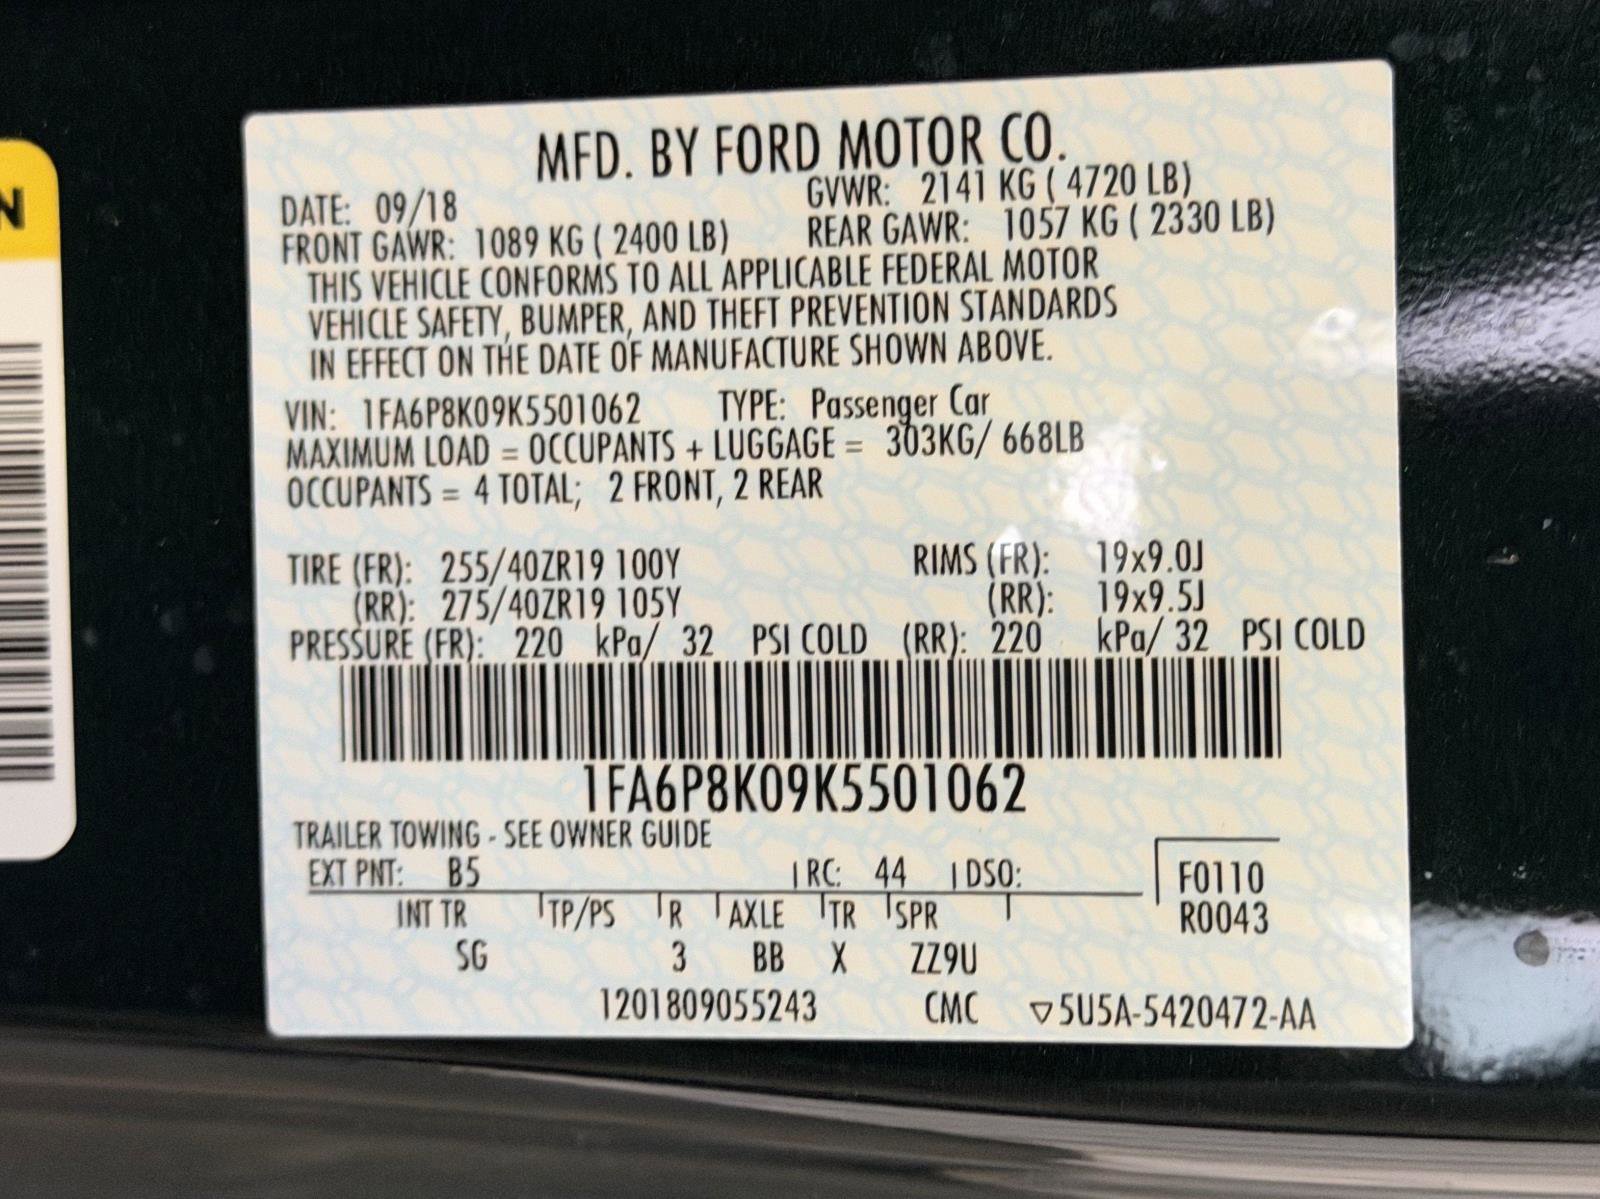 N
MFD. BY FORD MOTOR CO.
DATE: 09/18 GVWR: 2141 KG ( 4720 LB)
FRONT GAWR: 1089 KG ( 2400 LB) REAR GAWR: 1057 KG ( 2330 LB)
THIS VEHICLE CONFORMS TO ALL APPLICABLE FEDERAL MOTOR
VEHICLE SAFETY, BUMPER, AND THEFT PREVENTION STANDARDS
IN EFFECT ON THE DATE OF MANUFACTURE SHOWN ABOVE.
VIN: 1FA6P8K09K5501062 TYPE: Passenger Car
MAXIMUM LOAD = OCCUPANTS + LUGGAGE = 303KG/ 668LB
OCCUPANTS = 4 TOTAL; 2 FRONT, 2 REAR
TIRE (FR): 255/40ZR19 100Y RIMS (FR): 19x9.0J
(RR): 275/40ZR19 105Y (RR): 19x9.5J
PRESSURE (FR): 220 kPa/ 32 PSI COLD (RR): 220 kPa/ 32 PSI COLD
1FA6P8K09K5501062
TRAILER TOWING - SEE OWNER GUIDE
EXT PNT: B5 RC: 44 DSO: F0110
INT TR TP/PS R AXLE TR SPR R0043
SG 3 BB X ZZ9U
1201809055243 CMC ▽5U5A-5420472-AA